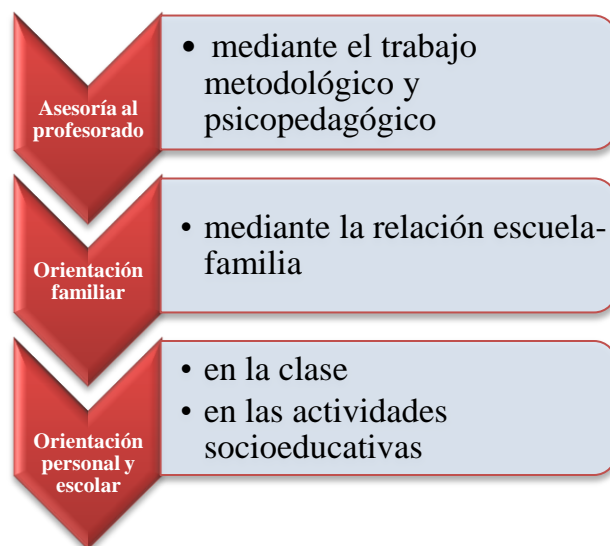 Asesoría al
profesorado
• mediante el trabajo
metodológico y
psicopedagógico
Orientación
familiar
• mediante la relación escuela-
familia
Orientación
personal y
escolar
• en la clase
• en las actividades
socioeducativas